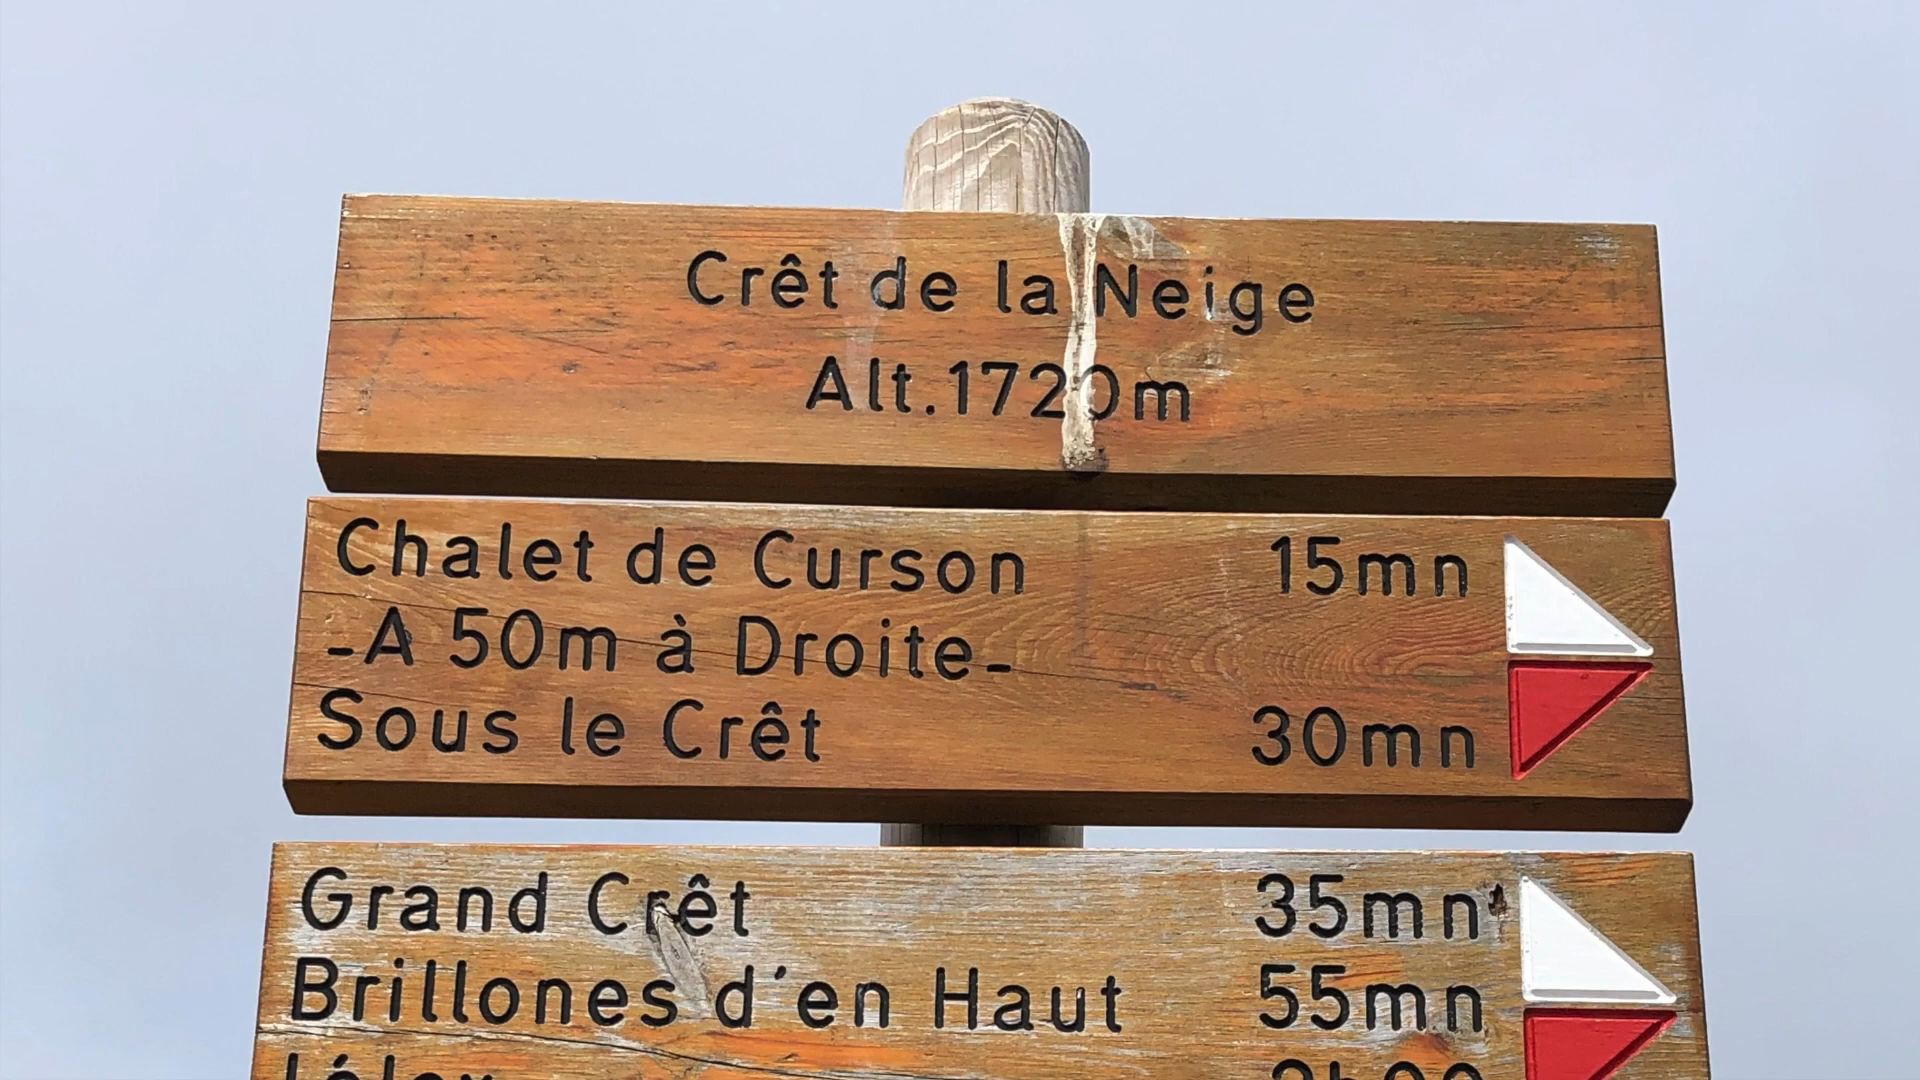 Crêt de la Neige
Alt.1720m
Chalet de Curson 15mn
-A 50m à Droite-
Sous le Crêt 30mn
Grand Crêt 35mn
Brillones d'en Haut 55mn